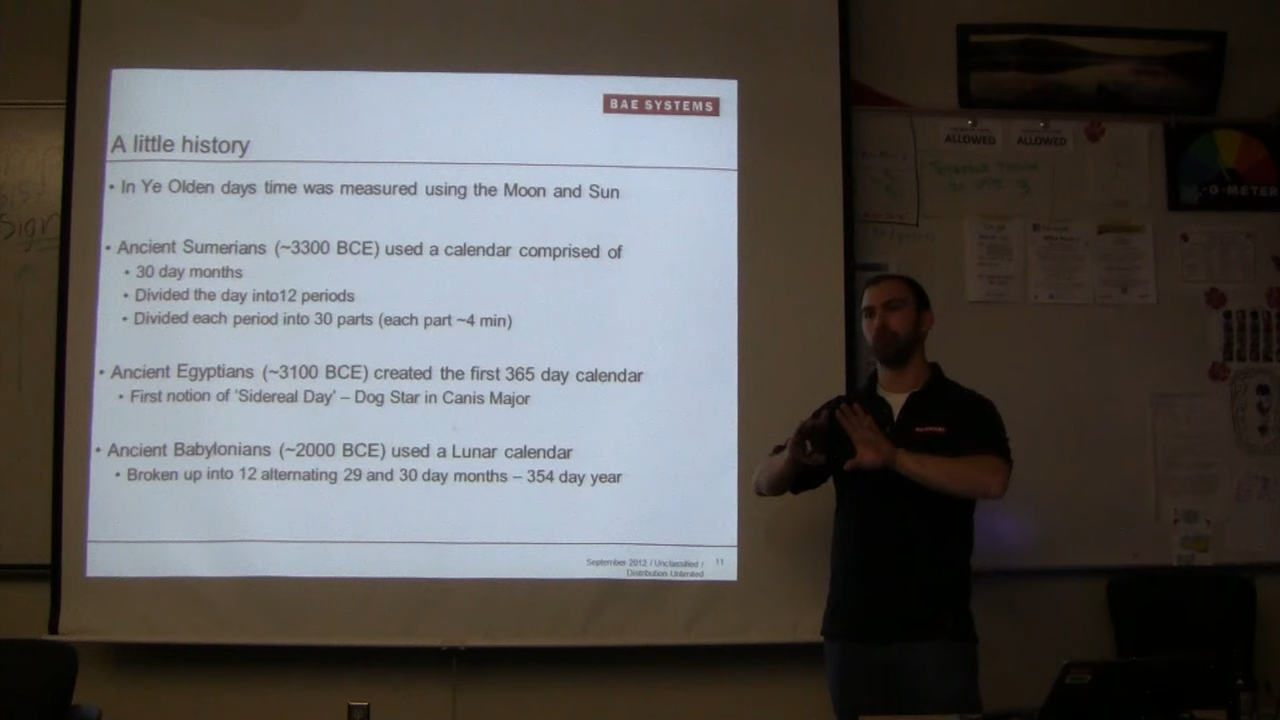 BAE SYSTEMS
A little history
• In Ye Olden days time was measured using the Moon and Sun
• Ancient Sumerians (~3300 BCE) used a calendar comprised of
• 30 day months
• Divided the day into12 periods
• Divided each period into 30 parts (each part ~4 min)
• Ancient Egyptians (~3100 BCE) created the first 365 day calendar
• First notion of 'Sidereal Day' – Dog Star in Canis Major
• Ancient Babylonians (~2000 BCE) used a Lunar calendar
• Broken up into 12 alternating 29 and 30 day months – 354 day year
September 2012 / Unclassified /
Distribution Unlimited
11
ALLOWED
ALLOWED
-O-METER
Sign